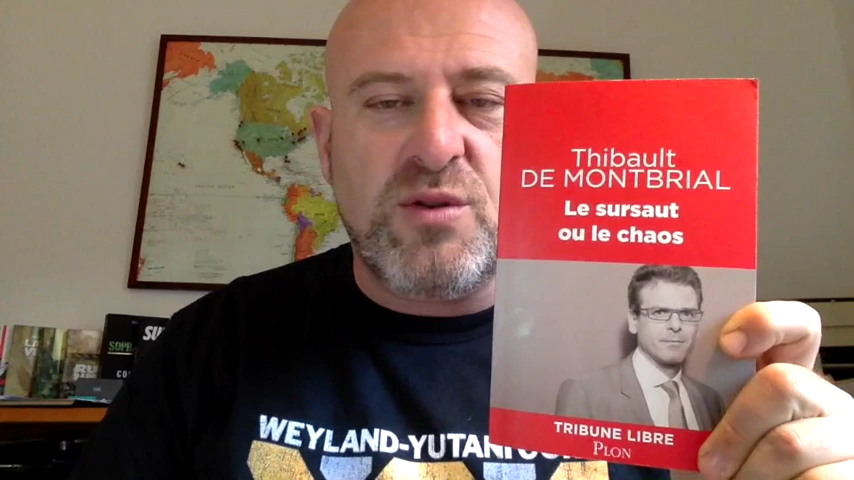 Thibault
DE MONTBRIAL
Le sursaut
ou le chaos
TRIBUNE LIBRE
PLON
WEYLAND-YUTANI